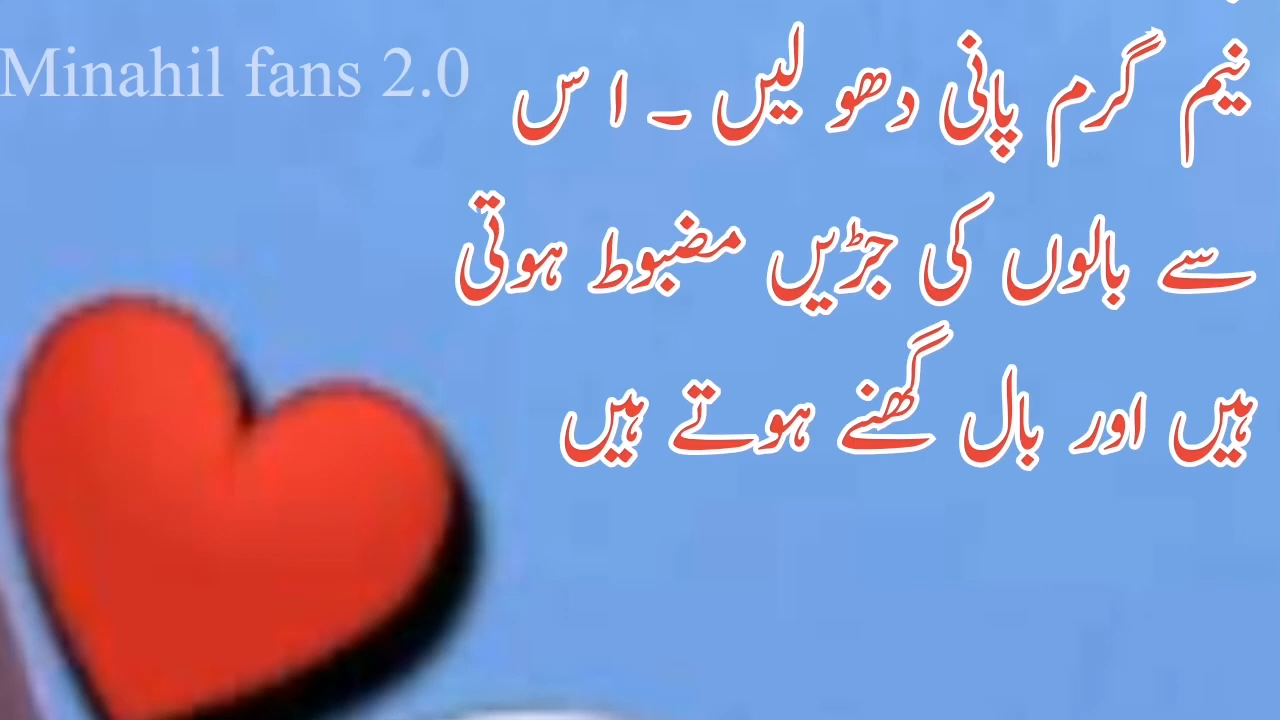 Minahil fans 2.0
نیم گرم پانی دھو لیں ۔ ا س
سے بالوں کی جڑیں مضبوط ہوتی
ہیں اور بال گھنے ہوتے ہیں